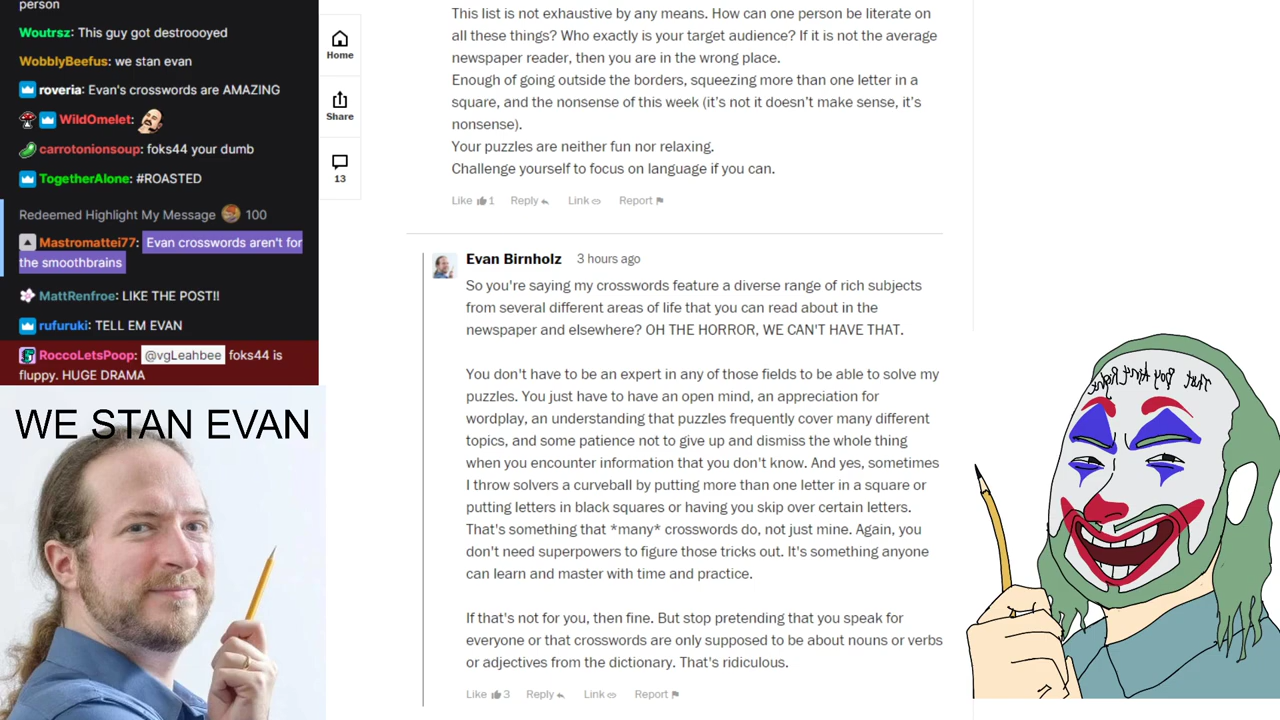 person
Woutrsz: This guy got destroooyed
WobblyBeefus: we stan evan
roveria: Evan's crosswords are AMAZING
WildOmelet:
carrotonionsoup: foks44 your dumb
TogetherAlone: #ROASTED
Redeemed Highlight My Message 100
Mastromattei77: Evan crosswords aren't for
the smoothbrains
MattRenfroe: LIKE THE POST!!
rufuruki: TELL EM EVAN
RoccoLetsPoop: @vgLeahbee foks44 is
fluppy. HUGE DRAMA
WE STAN EVAN
Home
Share
13
This list is not exhaustive by any means. How can one person be literate on
all these things? Who exactly is your target audience? If it is not the average
newspaper reader, then you are in the wrong place.
Enough of going outside the borders, squeezing more than one letter in a
square, and the nonsense of this week (it's not it doesn't make sense, it's
nonsense).
Your puzzles are neither fun nor relaxing.
Challenge yourself to focus on language if you can.
Like 1 Reply Link Report
Evan Birnholz 3 hours ago
So you're saying my crosswords feature a diverse range of rich subjects
from several different areas of life that you can read about in the
newspaper and elsewhere? OH THE HORROR, WE CAN'T HAVE THAT.
You don't have to be an expert in any of those fields to be able to solve my
puzzles. You just have to have an open mind, an appreciation for
wordplay, an understanding that puzzles frequently cover many different
topics, and some patience not to give up and dismiss the whole thing
when you encounter information that you don't know. And yes, sometimes
I throw solvers a curveball by putting more than one letter in a square or
putting letters in black squares or having you skip over certain letters.
That's something that *many* crosswords do, not just mine. Again, you
don't need superpowers to figure those tricks out. It's something anyone
can learn and master with time and practice.
If that's not for you, then fine. But stop pretending that you speak for
everyone or that crosswords are only supposed to be about nouns or verbs
or adjectives from the dictionary. That's ridiculous.
Like 3 Reply Link Report